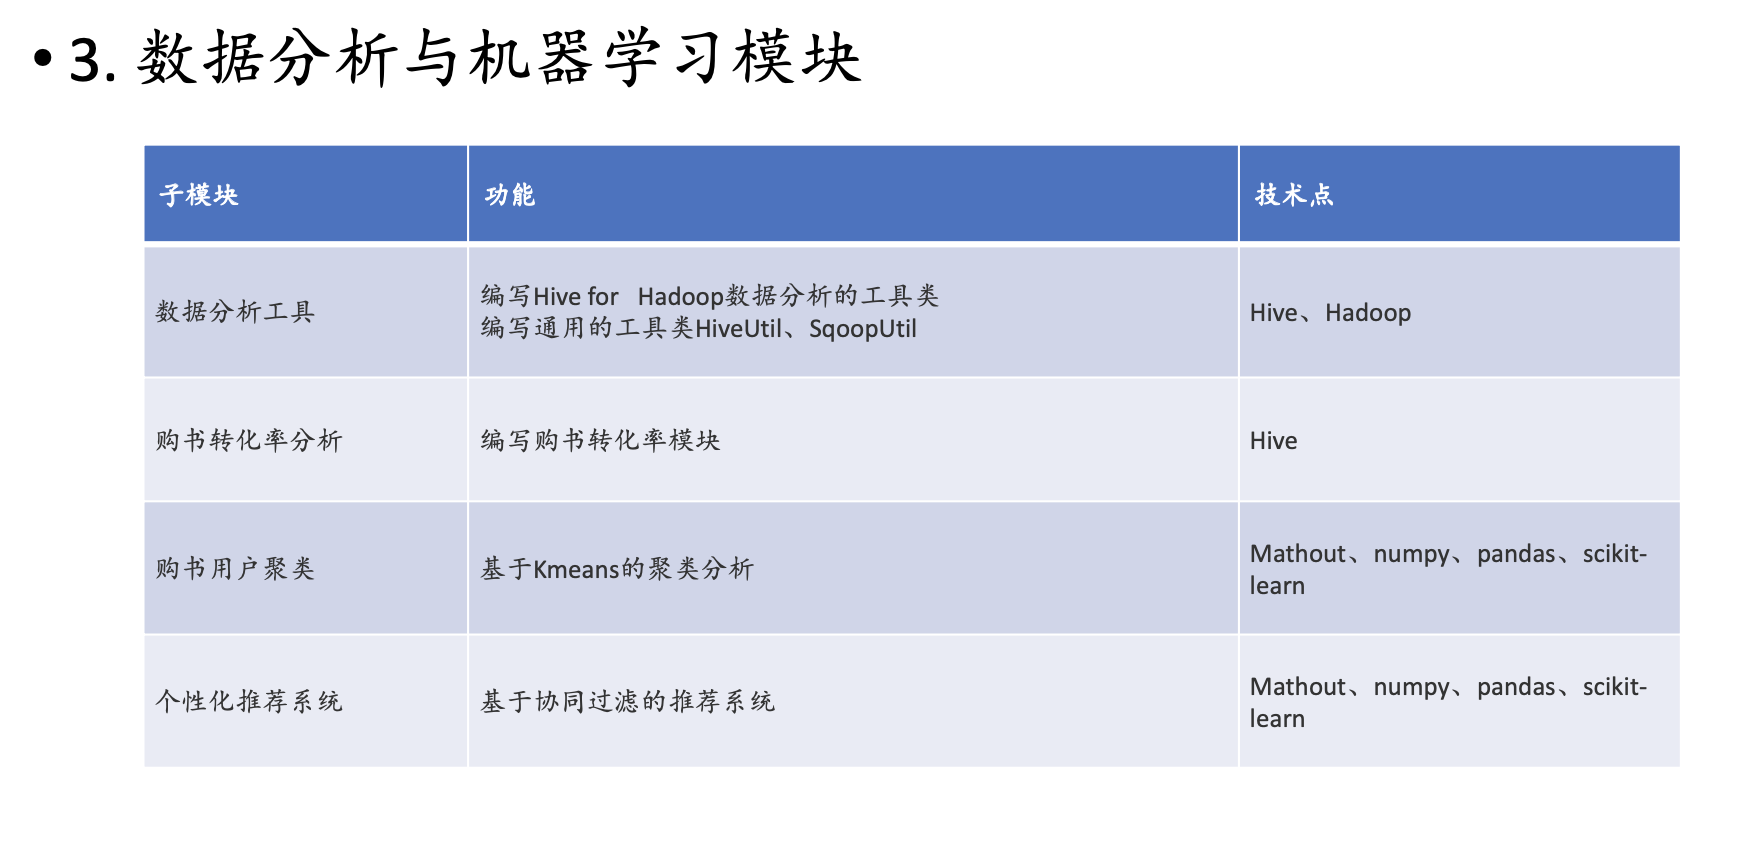 • 3. 数据分析与机器学习模块
子模块
功能
技术点
数据分析工具
编写Hive for Hadoop数据分析的工具类
编写通用的工具类HiveUtil、SqoopUtil
Hive、Hadoop
购书转化率分析
编写购书转化率模块
Hive
购书用户聚类
基于Kmeans的聚类分析
Mathout、numpy、pandas、scikit-
learn
个性化推荐系统
基于协同过滤的推荐系统
Mathout、numpy、pandas、scikit-
learn